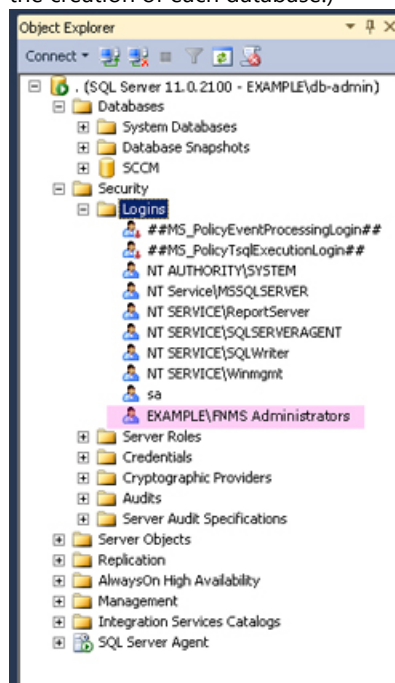 the creation of each database.)
Object Explorer
Connect
. (SQL Server 11.0.2100 - EXAMPLE\db-admin)
Databases
System Databases
Database Snapshots
SCCM
Security
Logins
##MS_PolicyEventProcessingLogin##
##MS_PolicyTsqlExecutionLogin##
NT AUTHORITY\SYSTEM
NT Service\MSSQLSERVER
NT SERVICE\ReportServer
NT SERVICE\SQLSERVERAGENT
NT SERVICE\SQLWriter
NT SERVICE\Winmgmt
sa
EXAMPLE\FNMS Administrators
Server Roles
Credentials
Cryptographic Providers
Audits
Server Audit Specifications
Server Objects
Replication
AlwaysOn High Availability
Management
Integration Services Catalogs
SQL Server Agent